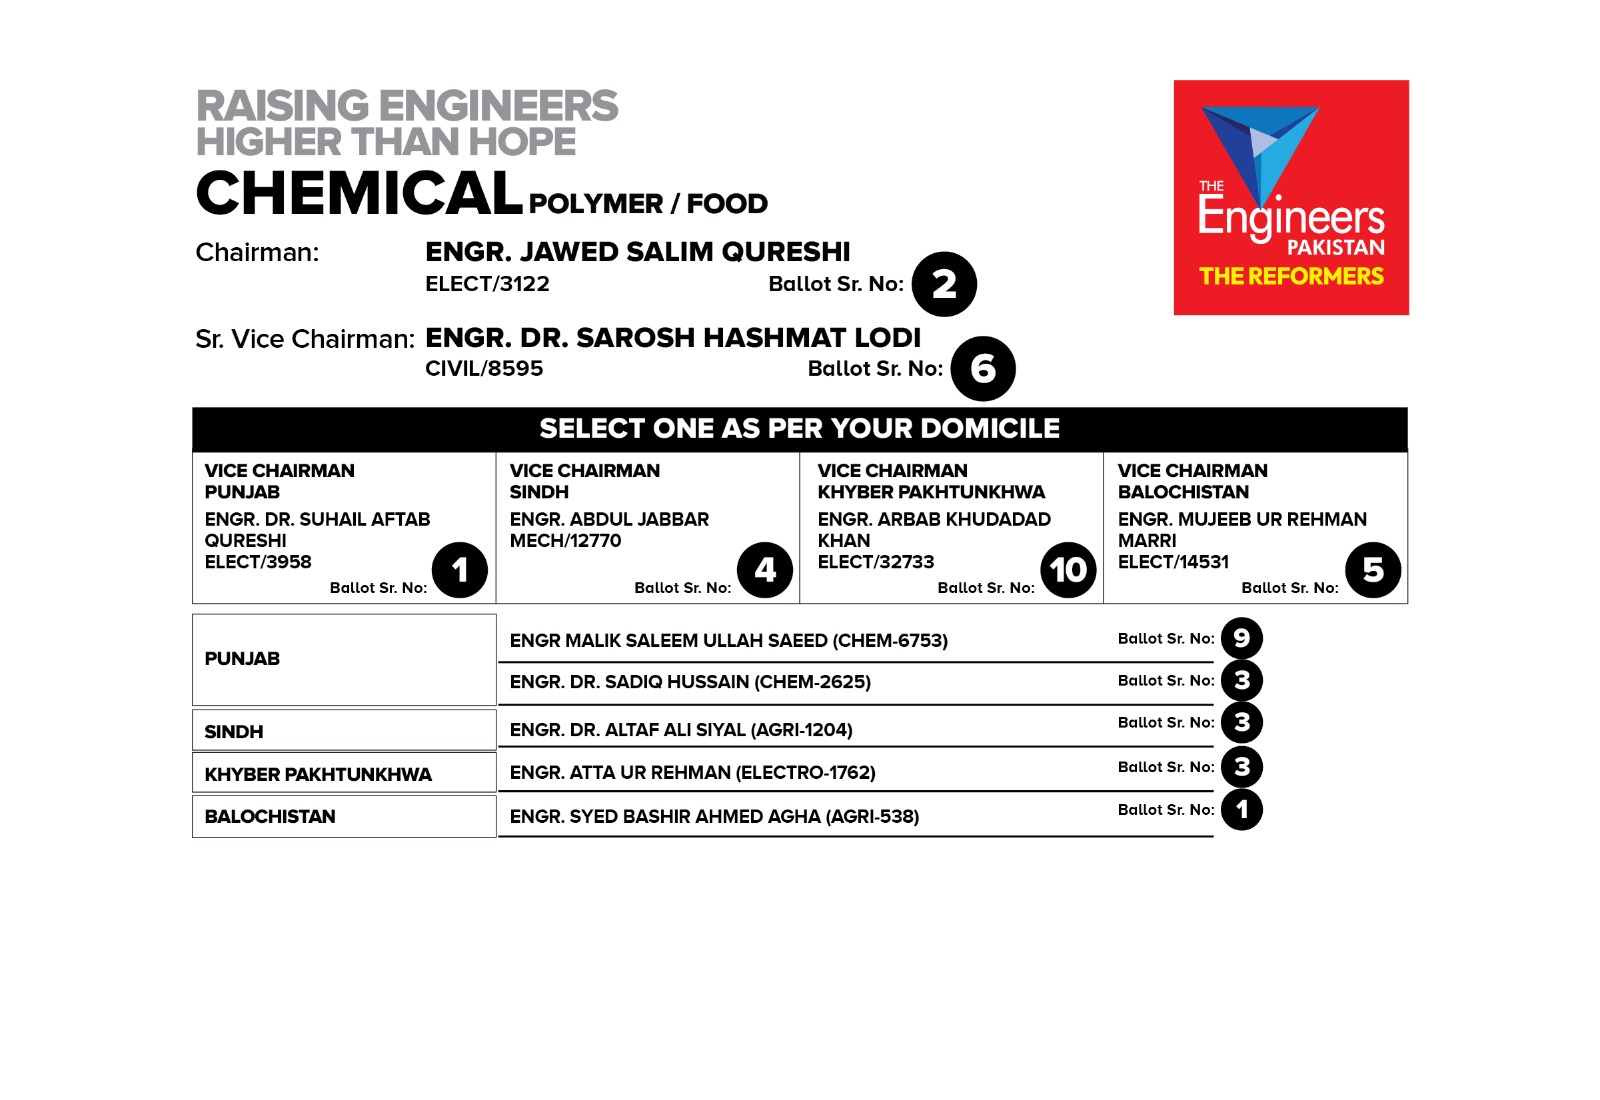 RAISING ENGINEERS
HIGHER THAN HOPE
CHEMICAL POLYMER / FOOD
THE
Engineers
PAKISTAN
THE REFORMERS
Chairman: ENGR. JAWED SALIM QURESHI
ELECT/3122 Ballot Sr. No: 2
Sr. Vice Chairman: ENGR. DR. SAROSH HASHMAT LODI
CIVIL/8595 Ballot Sr. No: 6
SELECT ONE AS PER YOUR DOMICILE
VICE CHAIRMAN
PUNJAB
ENGR. DR. SUHAIL AFTAB
QURESHI
ELECT/3958
Ballot Sr. No: 1
VICE CHAIRMAN
SINDH
ENGR. ABDUL JABBAR
MECH/12770
Ballot Sr. No: 4
VICE CHAIRMAN
KHYBER PAKHTUNKHWA
ENGR. ARBAB KHUDADAD
KHAN
ELECT/32733
Ballot Sr. No: 10
VICE CHAIRMAN
BALOCHISTAN
ENGR. MUJEEB UR REHMAN
MARRI
ELECT/14531
Ballot Sr. No: 5
PUNJAB
ENGR MALIK SALEEM ULLAH SAEED (CHEM-6753) Ballot Sr. No: 9
ENGR. DR. SADIQ HUSSAIN (CHEM-2625) Ballot Sr. No: 3
SINDH ENGR. DR. ALTAF ALI SIYAL (AGRI-1204) Ballot Sr. No: 3
KHYBER PAKHTUNKHWA ENGR. ATTA UR REHMAN (ELECTRO-1762) Ballot Sr. No: 3
BALOCHISTAN ENGR. SYED BASHIR AHMED AGHA (AGRI-538) Ballot Sr. No: 1